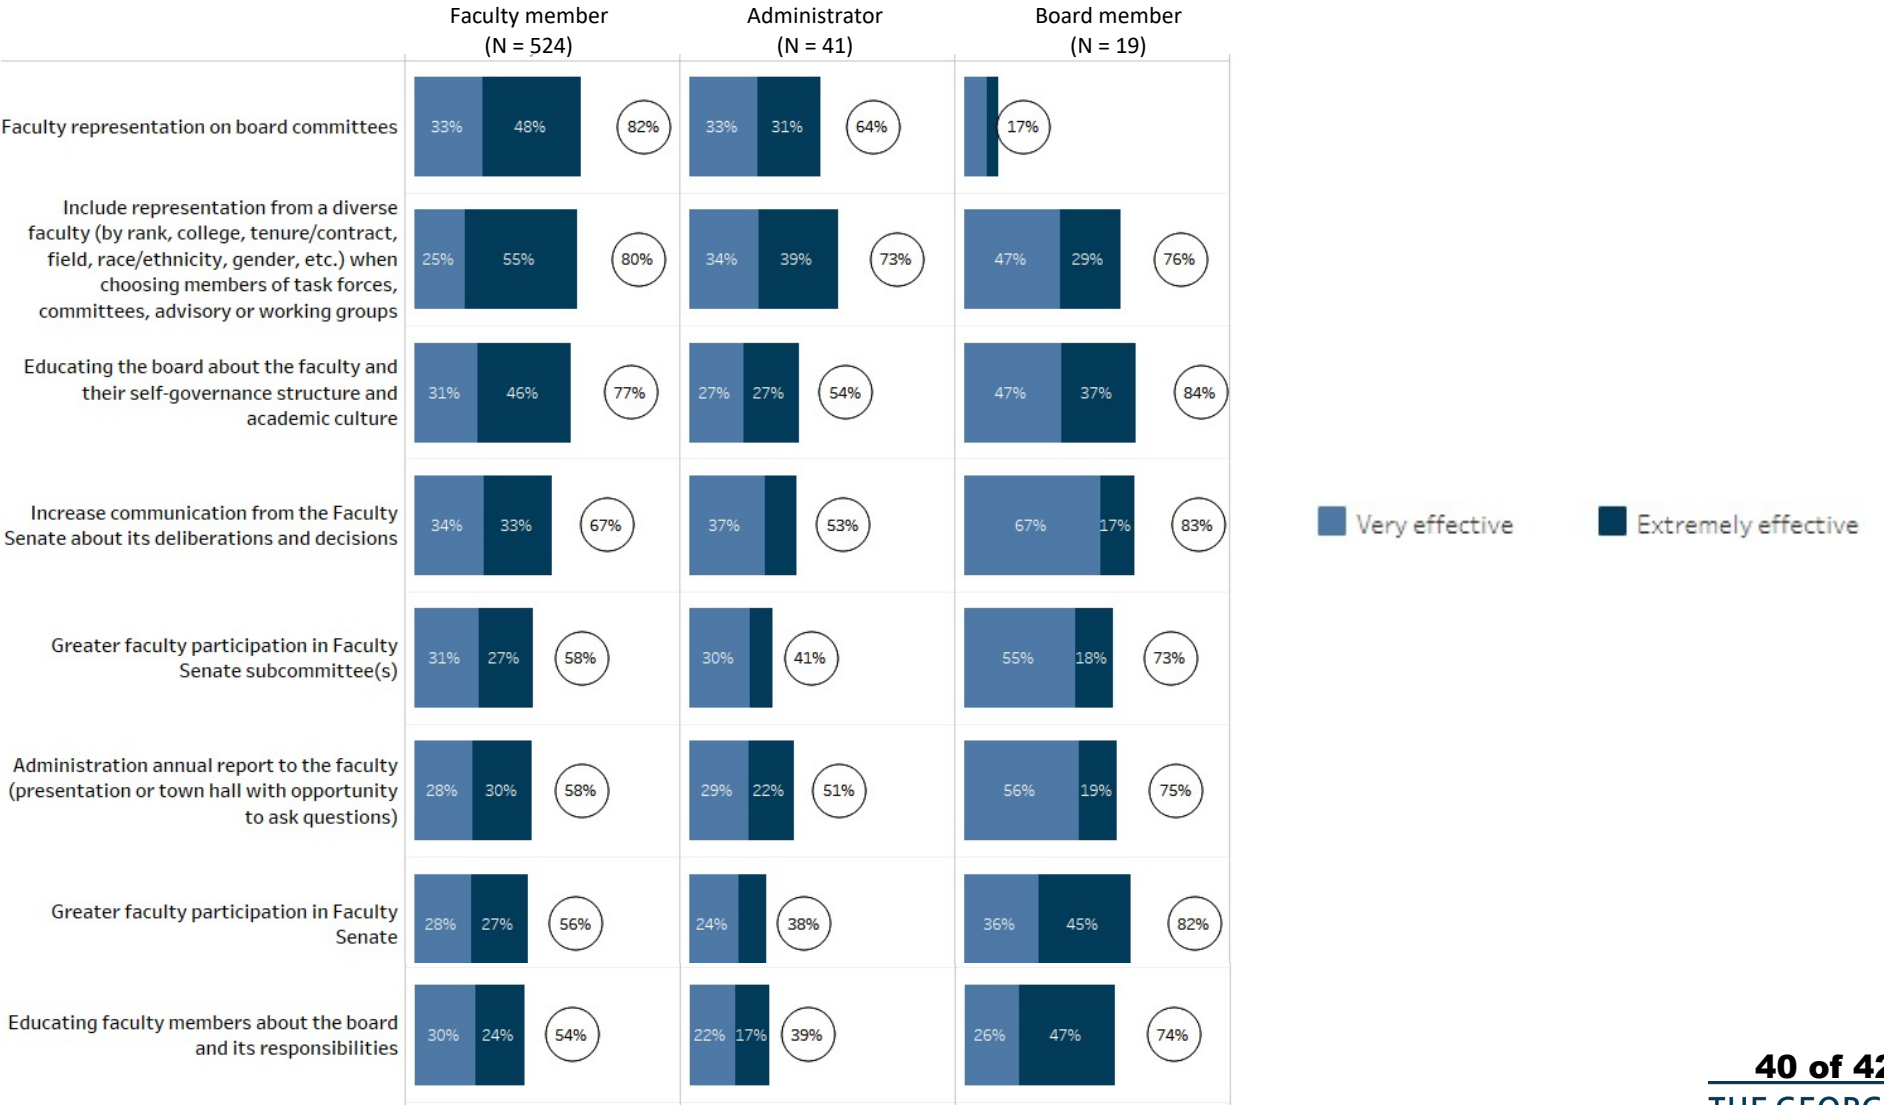 Faculty member
(N = 524)
Administrator
(N = 41)
Board member
(N = 19)
Faculty representation on board committees
33%
48%
82%
33%
31%
64%
17%
Include representation from a diverse
faculty (by rank, college, tenure/contract,
field, race/ethnicity, gender, etc.) when
choosing members of task forces,
committees, advisory or working groups
25%
55%
80%
34%
39%
73%
47%
29%
76%
Educating the board about the faculty and
their self-governance structure and
academic culture
31%
46%
77%
27%
27%
54%
47%
37%
84%
Increase communication from the Faculty
Senate about its deliberations and decisions
34%
33%
67%
37%
53%
67%
17%
83%
Very effective
Extremely effective
Greater faculty participation in Faculty
Senate subcommittee(s)
31%
27%
58%
30%
41%
55%
18%
73%
Administration annual report to the faculty
(presentation or town hall with opportunity
to ask questions)
28%
30%
58%
29%
22%
51%
56%
19%
75%
Greater faculty participation in Faculty
Senate
28%
27%
56%
24%
38%
36%
45%
82%
Educating faculty members about the board
and its responsibilities
30%
24%
54%
22%
17%
39%
26%
47%
74%
40 of 42
THE GEORG